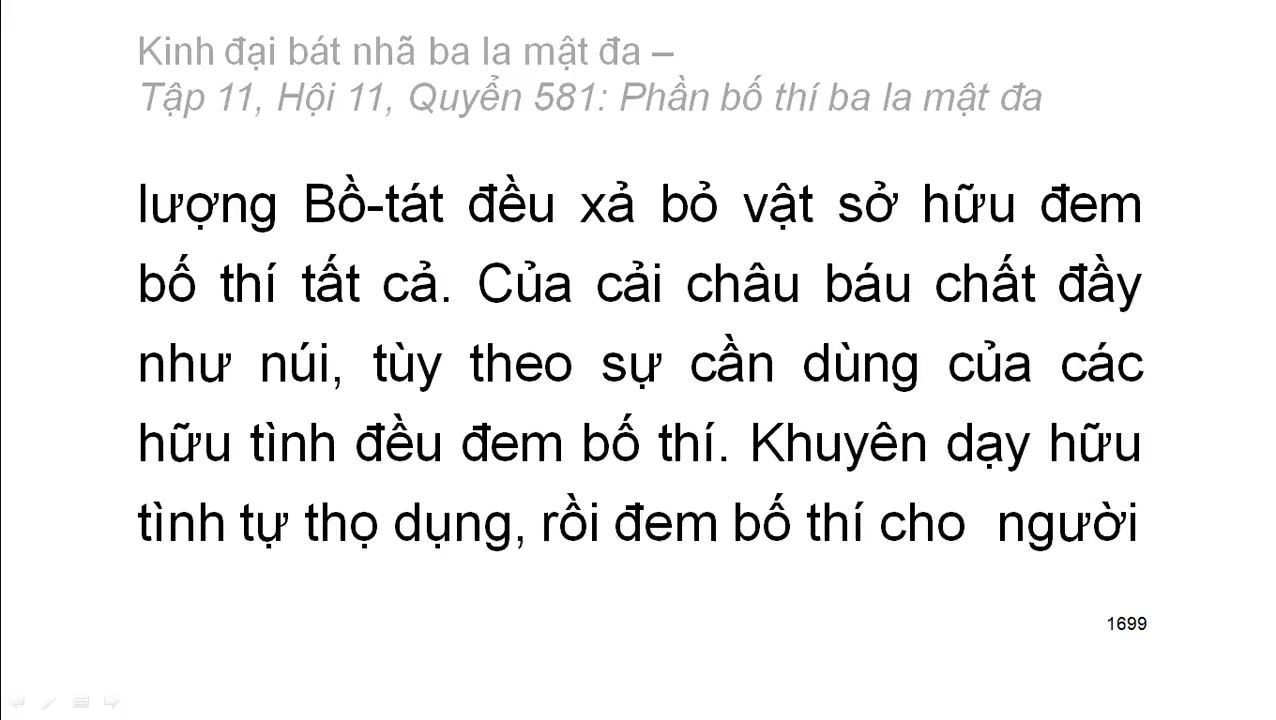 Kinh đại bát nhã ba la mật đa –
Tập 11, Hội 11, Quyển 581: Phần bố thí ba la mật đa
lượng Bồ-tát đều xả bỏ vật sở hữu đem
bố thí tất cả. Của cải châu báu chất đầy
như núi, tùy theo sự cần dùng của các
hữu tình đều đem bố thí. Khuyên dạy hữu
tình tự thọ dụng, rồi đem bố thí cho  người
1699